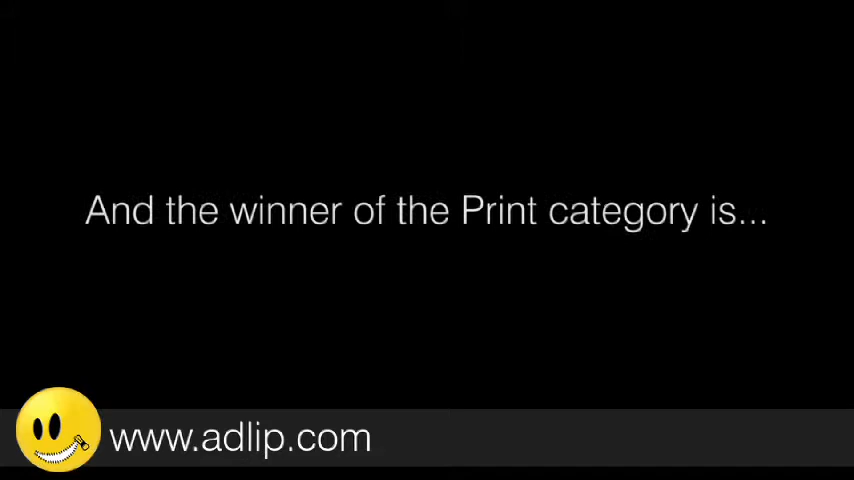 And the winner of the Print category is...
www.adlip.com